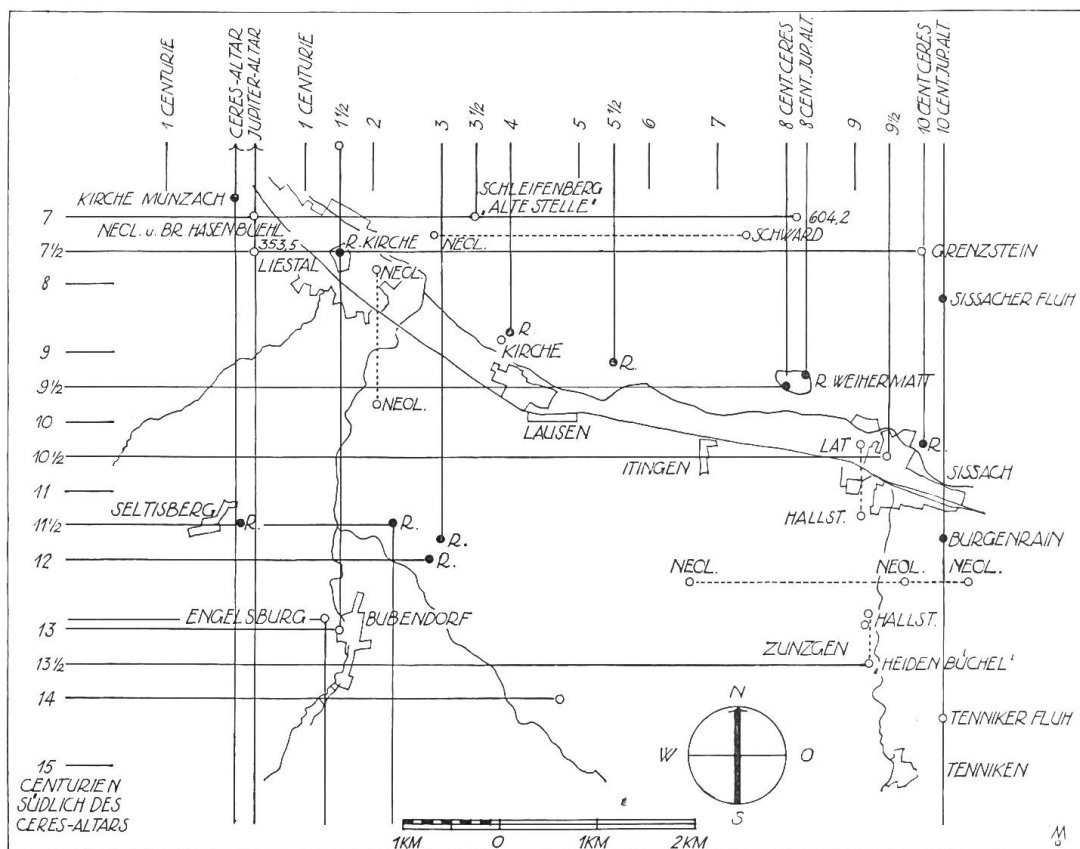 1 CENTURIE
CERES-ALTAR
JUPITER-ALTAR
1 CENTURIE
1½
2
3
3½
4
5
5½
6
7
8 CENT. CERES
8 CENT. JUP. ALT.
9
9½
10 CENT. CERES
10 CENT. JUP. ALT.
KIRCHE MUNZACH
SCHLEIFENBERG
"ALTE STELLE"
7
604,2
NEOL. u. BR. HASENBUEHL
NEOL.
SCHWARD
7½
353,5
R. KIRCHE
GRENZSTEIN
LIESTAL
NEOL.
8
SISSACHER FLUH
R.
9
KIRCHE
R.
9½
R. WEIHERMATT
NEOL.
10
LAUSEN
LAT
R.
10½
ITINGEN
SISSACH
11
SELTISBERG
HALLST.
11½
R.
R.
R.
BURGENRAIN
12
R.
NEOL.
NEOL.
NEOL.
ENGELSBURG
BUBENDORF
HALLST.
13
ZUNZGEN
13½
"HEIDEN BÜCHEL"
14
N
TENNIKER FLUH
W
O
15
TENNIKEN
CENTURIEN
SÜDLICH DES
CERES-ALTARS
S
1KM
0
1KM
2KM